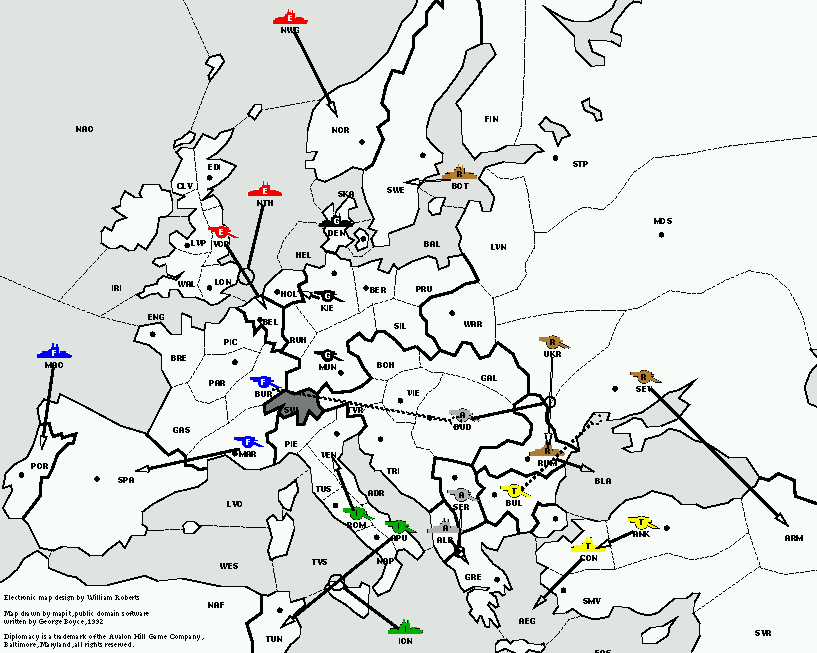 E
NWG
NAO
NOR
FIN
STP
EDI
CLY
R
BOT
SWE
SKA
E
NTH
G
DEN
MOS
E
YOR
LVP
HEL
BAL
LVN
IRI
WAL
LON
HOL
G
KIE
BER
PRU
ENG
BEL
RUH
SIL
WAR
PIC
BRE
F
MAO
G
MUN
BOH
R
UKR
PAR
F
BUR
GAL
R
SEV
VIE
SWI
TYR
A
BUD
GAS
F
MAR
PIE
VEN
R
RUM
POR
SPA
TRI
BLA
TUS
ADR
A
SER
T
BUL
LYO
ROM
APU
A
ALB
T
ANK
ARM
NAP
T
CON
WES
TYS
GRE
Electronic map design by William Roberts
NAF
SMY
Map drawn by mapit, public domain software
written by George Boyce, 1992
AEG
Diplomacy is a trademark of the Avalon Hill Game Company,
Baltimore, Maryland, all rights reserved.
TUN
I
ION
SYR
EAS